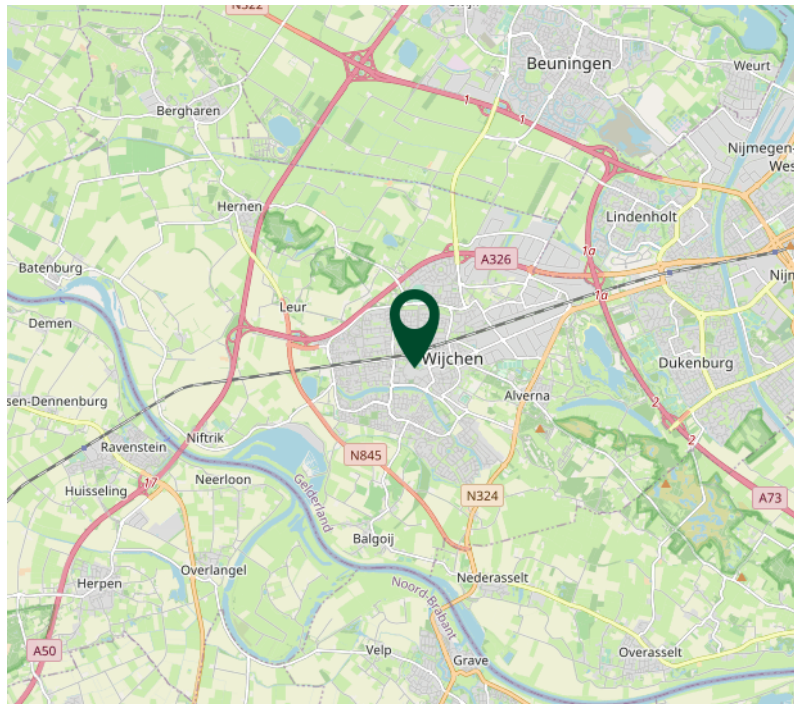 N322
Beuningen
Weurt
Bergharen
1
1
Nijmegen-
Wes
Hernen
Lindenholt
1a
A326
Batenburg
1a
Nijm
Leur
Demen
Wijchen
Dukenburg
sen-Dennenburg
Alverna
2
2
Ravenstein
Niftrik
N845
Huisseling
17
Neerloon
Gelderland
N324
A73
Balgoij
Overlangel
Herpen
Nederasselt
Noord-Brabant
A50
Velp
Grave
Overasselt